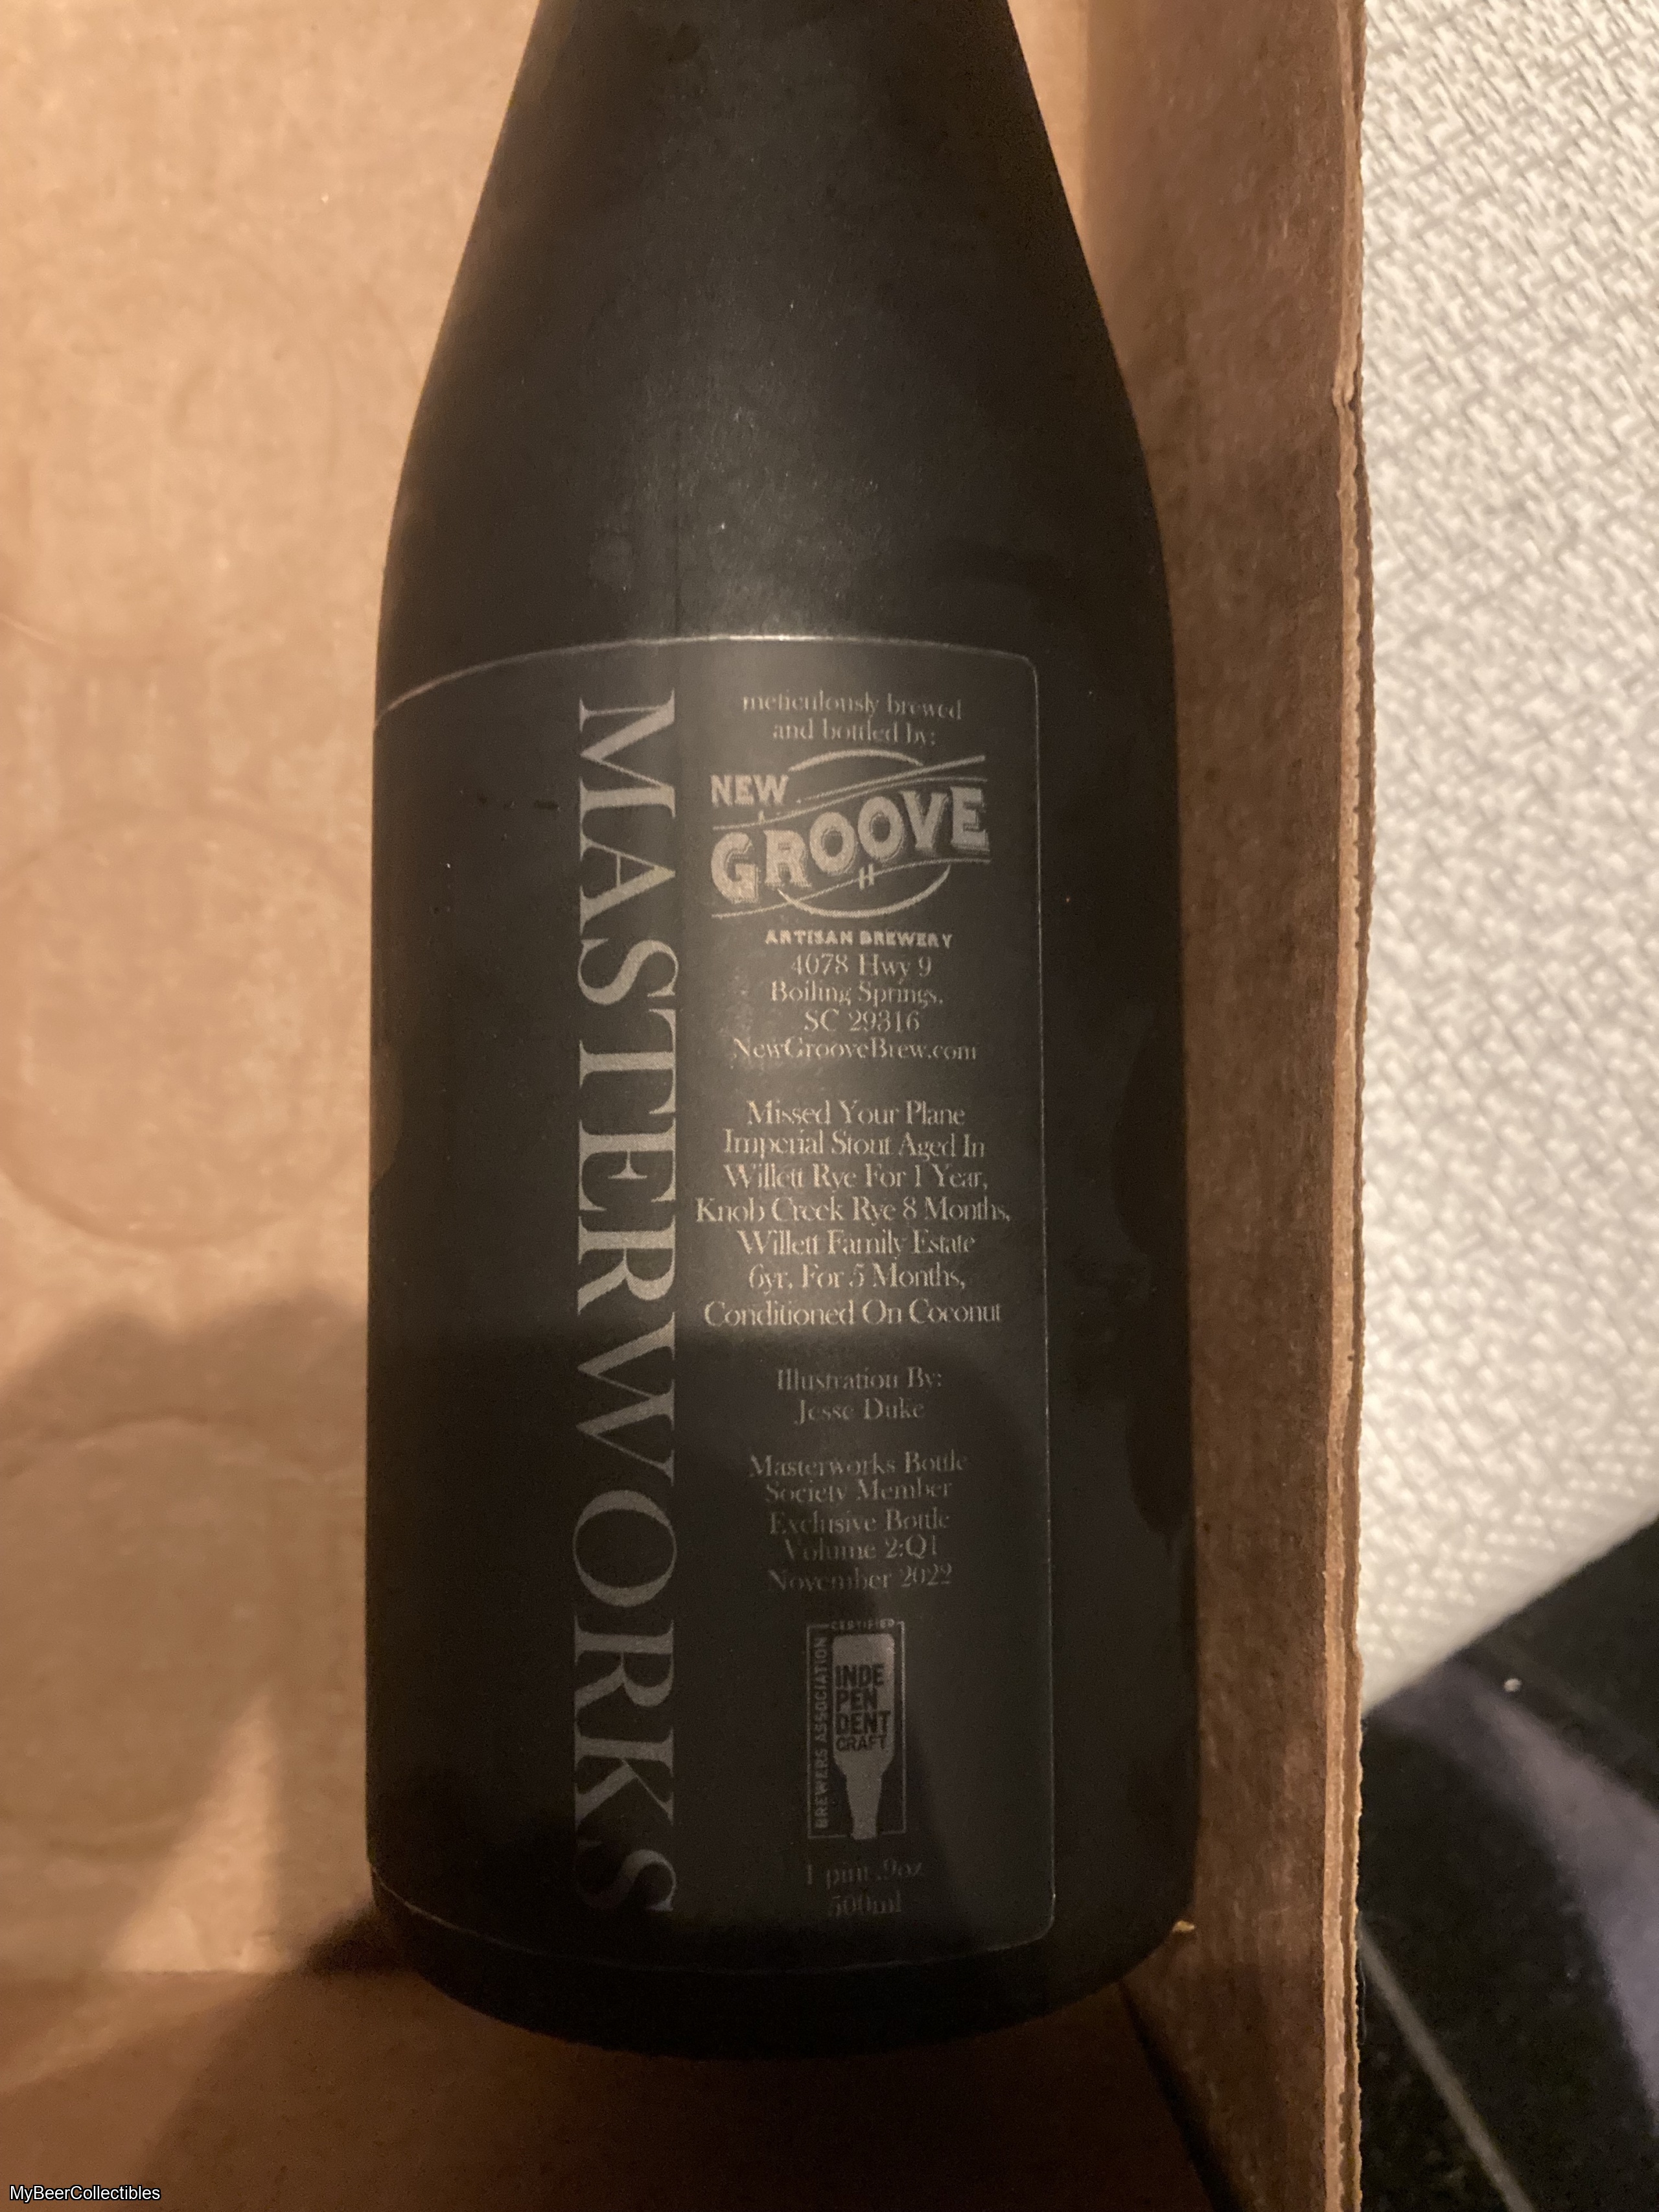 MASTERWORKS
meticulously brewed
and bottled by:
NEW
GROOVE
ARTISAN BREWERY
4078 Hwy 9
Boiling Springs,
SC 29316
NewGrooveBrew.com
Missed Your Plane
Imperial Stout Aged In
Willett Rye For 1 Year,
Knob Creek Rye 8 Months,
Willett Family Estate
6yr, For 5 Months,
Conditioned On Coconut
Illustration By:
Jesse Duke
Masterworks Bottle
Society Member
Exclusive Bottle
Volume 2:Q1
November 2022
CERTIFIED
BREWERS ASSOCIATION
INDE
PEN
DENT
CRAFT
1 pint .9oz
500ml
MyBeerCollectibles